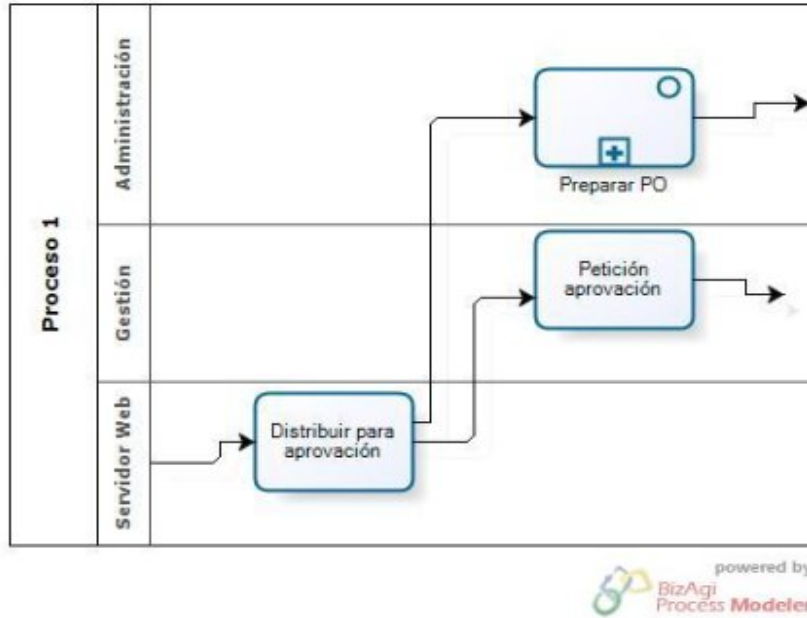 Proceso 1
Administración
Preparar PO
Gestión
Petición
aprovación
Servidor Web
Distribuir para
aprovación
powered by
BizAgi
Process Modeler